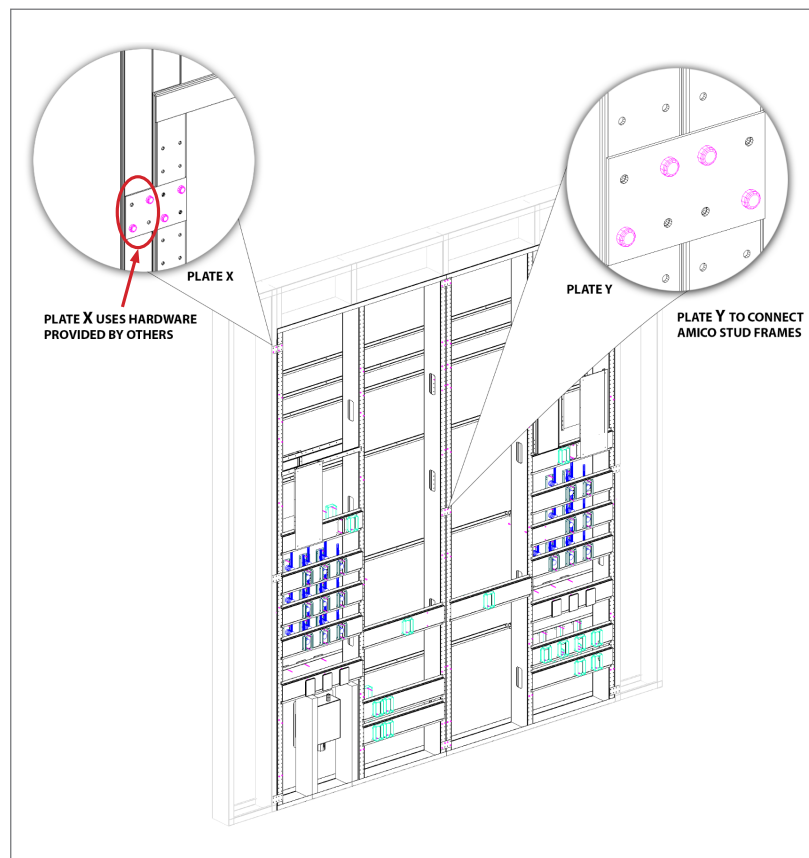 PLATE X
PLATE X USES HARDWARE
PROVIDED BY OTHERS
PLATE Y
PLATE Y TO CONNECT
AMICO STUD FRAMES